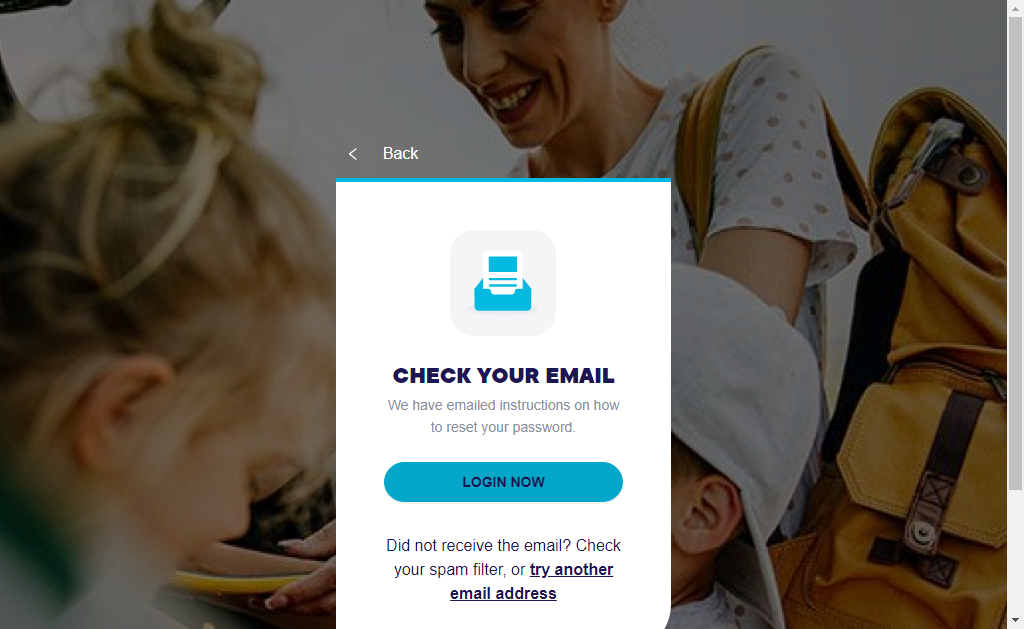 Back
CHECK YOUR EMAIL
We have emailed instructions on how
to reset your password.
LOGIN NOW
Did not receive the email? Check
your spam filter, or try another
email address